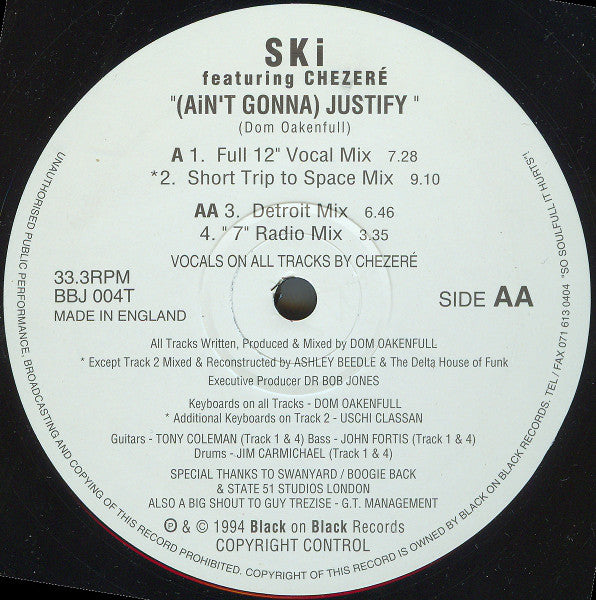 SKi
featuring CHEZERÉ
"(AiN'T GONNA) JUSTIFY "
(Dom Oakenfull)
A 1. Full 12" Vocal Mix 7.28
*2. Short Trip to Space Mix 9.10
AA 3. Detroit Mix 6.46
4. " 7" Radio Mix 3.35
VOCALS ON ALL TRACKS BY CHEZERÉ
33.3RPM
BBJ 004T
MADE IN ENGLAND
SIDE AA
All Tracks Written, Produced & Mixed by DOM OAKENFULL
* Except Track 2 Mixed & Reconstructed by ASHLEY BEEDLE & The Delta House of Funk
Executive Producer DR BOB JONES
Keyboards on all Tracks - DOM OAKENFULL
* Additional Keyboards on Track 2 - USCHI CLASSAN
Guitars - TONY COLEMAN (Track 1 & 4) Bass - JOHN FORTIS (Track 1 & 4)
Drums - JIM CARMICHAEL (Track 1 & 4)
SPECIAL THANKS TO SWANYARD / BOOGIE BACK
& STATE 51 STUDIOS LONDON
ALSO A BIG SHOUT TO GUY TREZISE - G.T. MANAGEMENT
℗ & © 1994 Black on Black Records
COPYRIGHT CONTROL
UNAUTHORISED PUBLIC PERFORMANCE, BROADCASTING AND COPYING OF THIS RECORD PROHIBITED. COPYRIGHT OF THIS RECORD IS OWNED BY BLACK ON BLACK RECORDS. TEL / FAX 071 613 0404 "SO SOULFULL IT HURTS"!